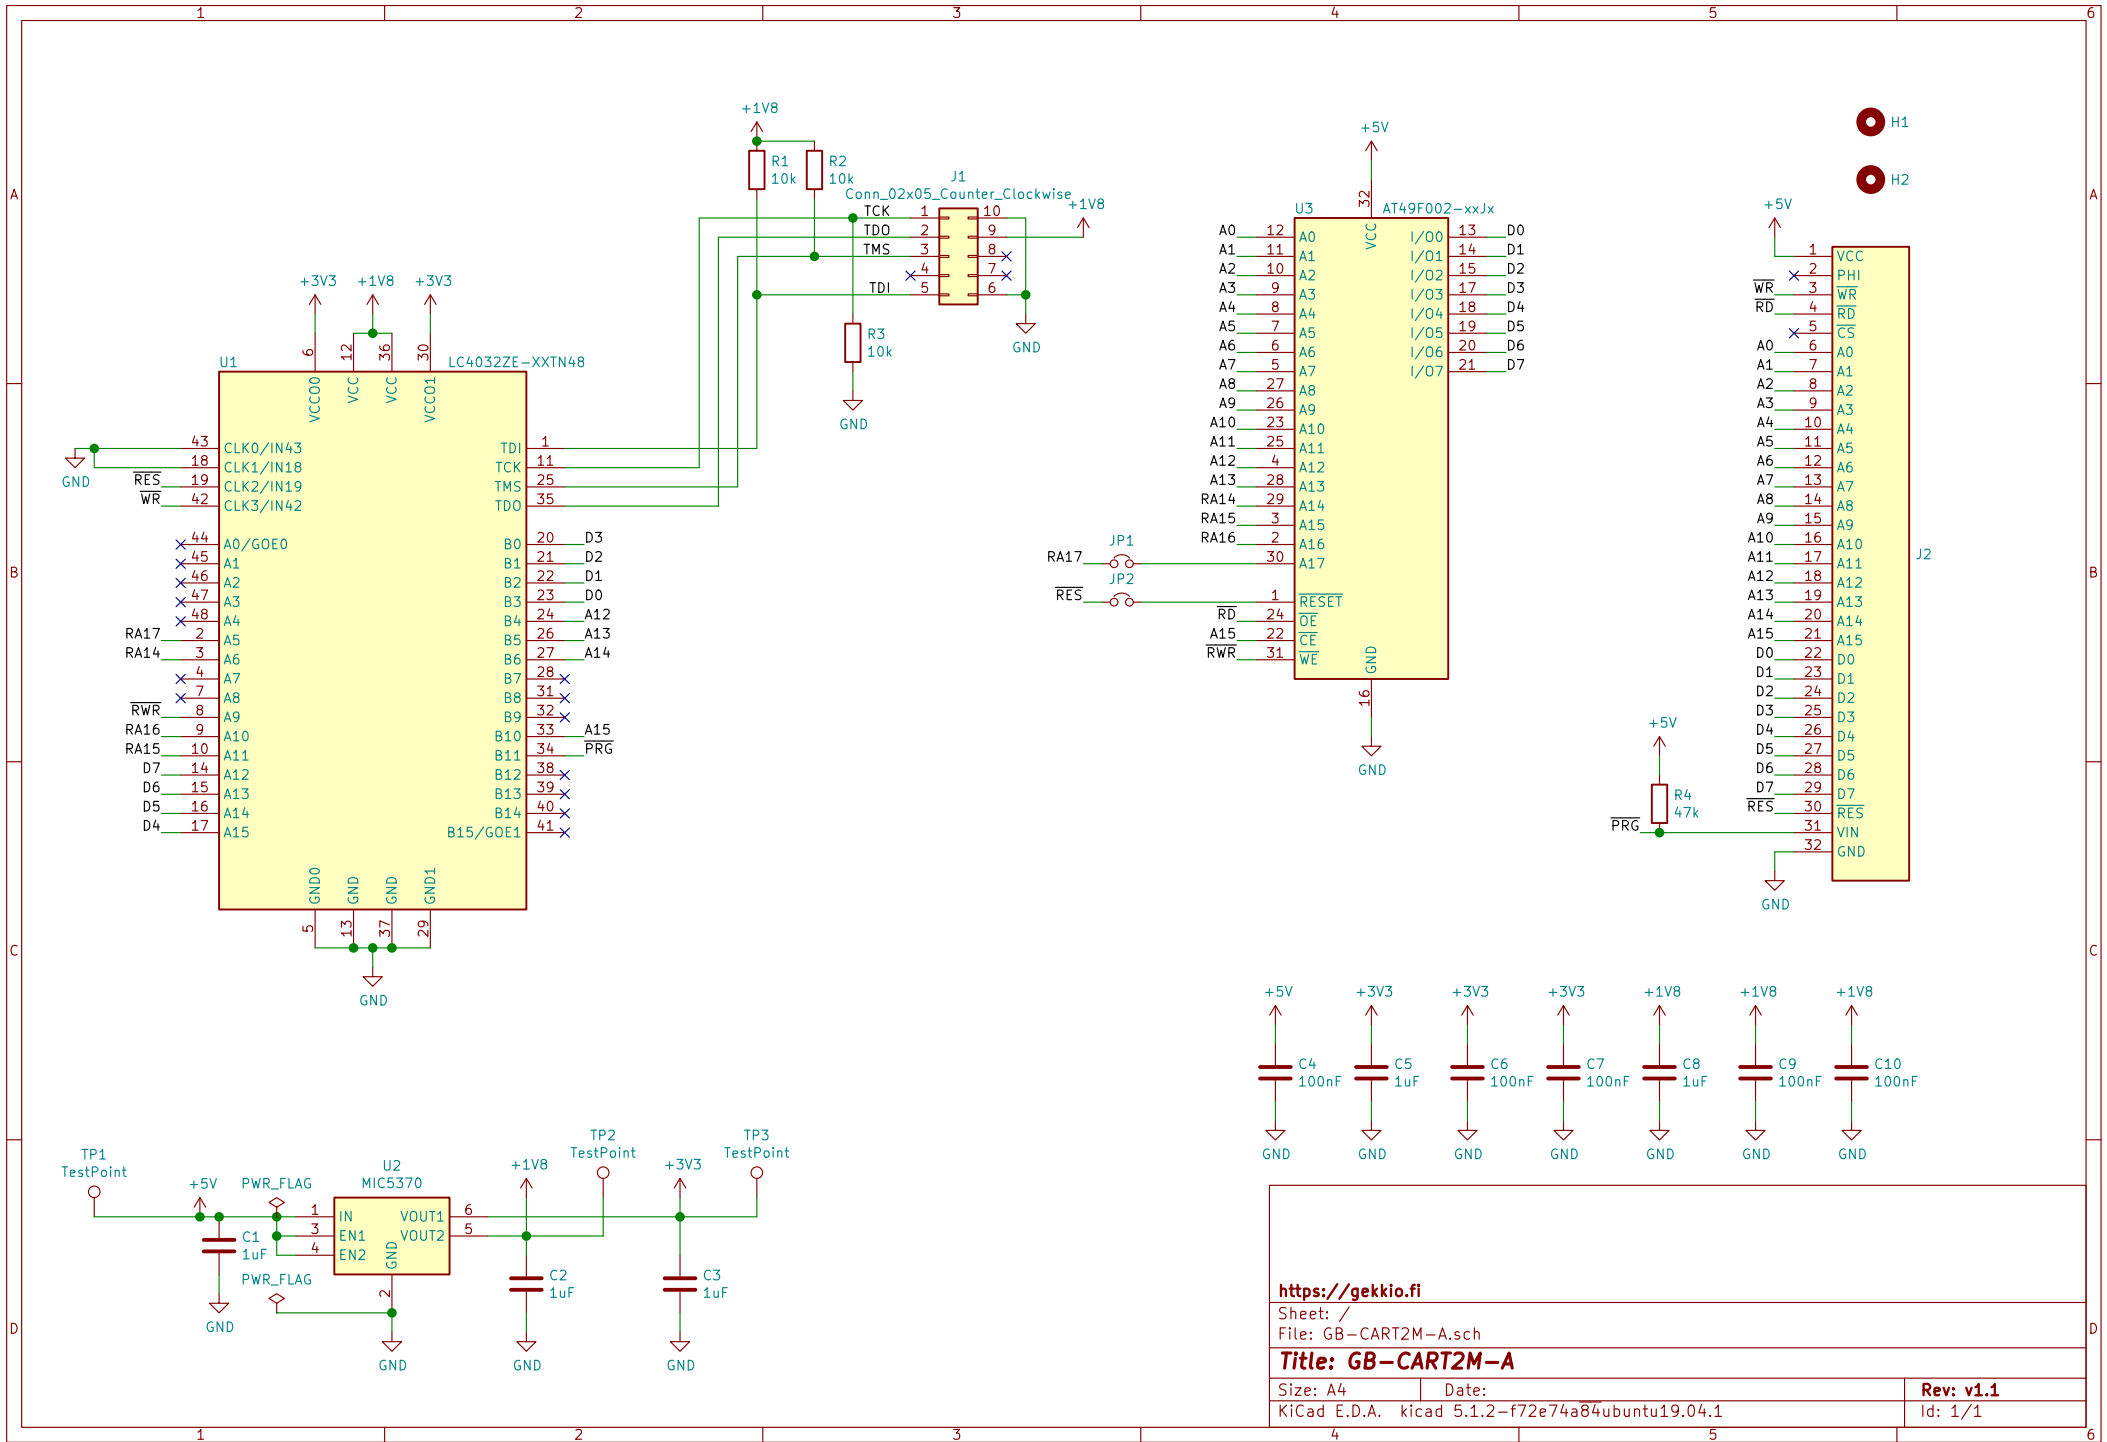 1 2 3 4 5 6
A
B
C
D
+3V3 +1V8 +3V3
6 12 36 30
U1 LC4032ZE-XXTN48
VCCO0 VCC VCC VCCO1
43 CLK0/IN43 TDI 1
GND 18 CLK1/IN18 TCK 11
RES 19 CLK2/IN19 TMS 25
WR 42 CLK3/IN42 TDO 35
44 A0/GOE0 B0 20 D3
45 A1 B1 21 D2
46 A2 B2 22 D1
47 A3 B3 23 D0
48 A4 B4 24 A12
RA17 2 A5 B5 26 A13
RA14 3 A6 B6 27 A14
4 A7 B7 28
7 A8 B8 31
RWR 8 A9 B9 32
RA16 9 A10 B10 33 A15
RA15 10 A11 B11 34 PRG
D7 14 A12 B12 38
D6 15 A13 B13 39
D5 16 A14 B14 40
D4 17 A15 B15/GOE1 41
GND0 GND GND GND1
5 13 37 29
GND
+1V8
R1
10k
R2
10k
J1
Conn_02x05_Counter_Clockwise
+1V8
TCK 1 10
TDO 2 9
TMS 3 8
4 7
TDI 5 6
GND
R3
10k
GND
+5V
32
U3 AT49F002-xxJx
VCC
A0 12 A0 I/O0 13 D0
A1 11 A1 I/O1 14 D1
A2 10 A2 I/O2 15 D2
A3 9 A3 I/O3 17 D3
A4 8 A4 I/O4 18 D4
A5 7 A5 I/O5 19 D5
A6 6 A6 I/O6 20 D6
A7 5 A7 I/O7 21 D7
A8 27 A8
A9 26 A9
A10 23 A10
A11 25 A11
A12 4 A12
A13 28 A13
RA14 29 A14
RA15 3 A15
RA16 2 A16
JP1
RA17 30 A17
JP2
RES 1 RESET
RD 24 OE
A15 22 CE
RWR 31 WE
GND
16
GND
H1
H2
+5V
1 VCC
2 PHI
WR 3 WR
RD 4 RD
5 CS
A0 6 A0
A1 7 A1
A2 8 A2
A3 9 A3
A4 10 A4
A5 11 A5
A6 12 A6
A7 13 A7
A8 14 A8
A9 15 A9
A10 16 A10
A11 17 A11
J2
A12 18 A12
A13 19 A13
A14 20 A14
A15 21 A15
D0 22 D0
D1 23 D1
D2 24 D2
D3 25 D3
D4 26 D4
D5 27 D5
D6 28 D6
D7 29 D7
RES 30 RES
PRG 31 VIN
32 GND
GND
+5V
R4
47k
+5V +3V3 +3V3 +3V3 +1V8 +1V8 +1V8
C4 C5 C6 C7 C8 C9 C10
100nF 1uF 100nF 100nF 1uF 100nF 100nF
GND GND GND GND GND GND GND
TP1
TestPoint
+5V
PWR_FLAG
U2
MIC5370
1 IN VOUT1 6
3 EN1 VOUT2 5
4 EN2
GND
2
C1
1uF
GND
PWR_FLAG
GND
+1V8
TP2
TestPoint
+3V3
TP3
TestPoint
C2
1uF
GND
C3
1uF
GND
https://gekkio.fi
Sheet: /
File: GB-CART2M-A.sch
Title: GB-CART2M-A
Size: A4 Date: Rev: v1.1
KiCad E.D.A. kicad 5.1.2-f72e74a84ubuntu19.04.1 Id: 1/1
A
B
C
D
1 2 3 4 5 6